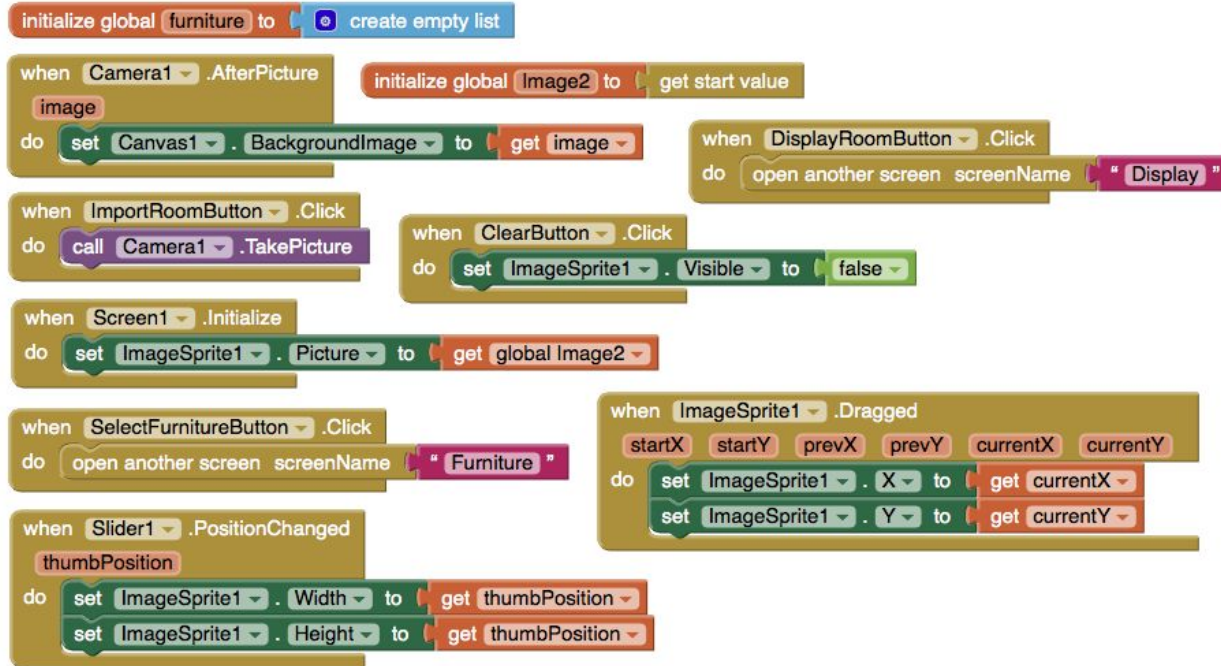 initialize global furniture to create empty list
when Camera1 .AfterPicture
image
do set Canvas1 . BackgroundImage to get image
initialize global Image2 to get start value
when DisplayRoomButton .Click
do open another screen screenName " Display "
when ImportRoomButton .Click
do call Camera1 .TakePicture
when ClearButton .Click
do set ImageSprite1 . Visible to false
when Screen1 .Initialize
do set ImageSprite1 . Picture to get global Image2
when SelectFurnitureButton .Click
do open another screen screenName " Furniture "
when ImageSprite1 .Dragged
startX startY prevX prevY currentX currentY
do set ImageSprite1 . X to get currentX
set ImageSprite1 . Y to get currentY
when Slider1 .PositionChanged
thumbPosition
do set ImageSprite1 . Width to get thumbPosition
set ImageSprite1 . Height to get thumbPosition